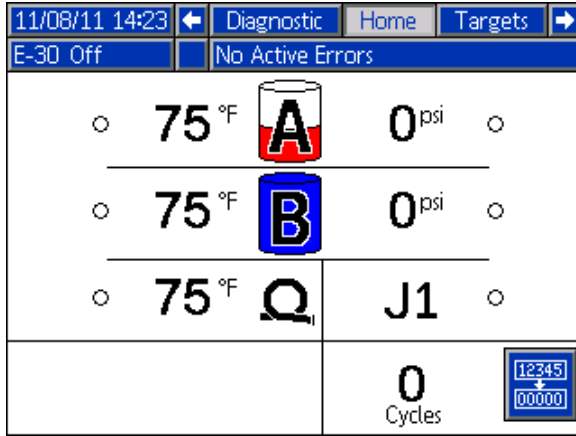 11/08/11 14:23 Diagnostic Home Targets
E-30 Off No Active Errors
75 °F A 0 psi
75 °F B 0 psi
75 °F J1
0
Cycles
12345
00000